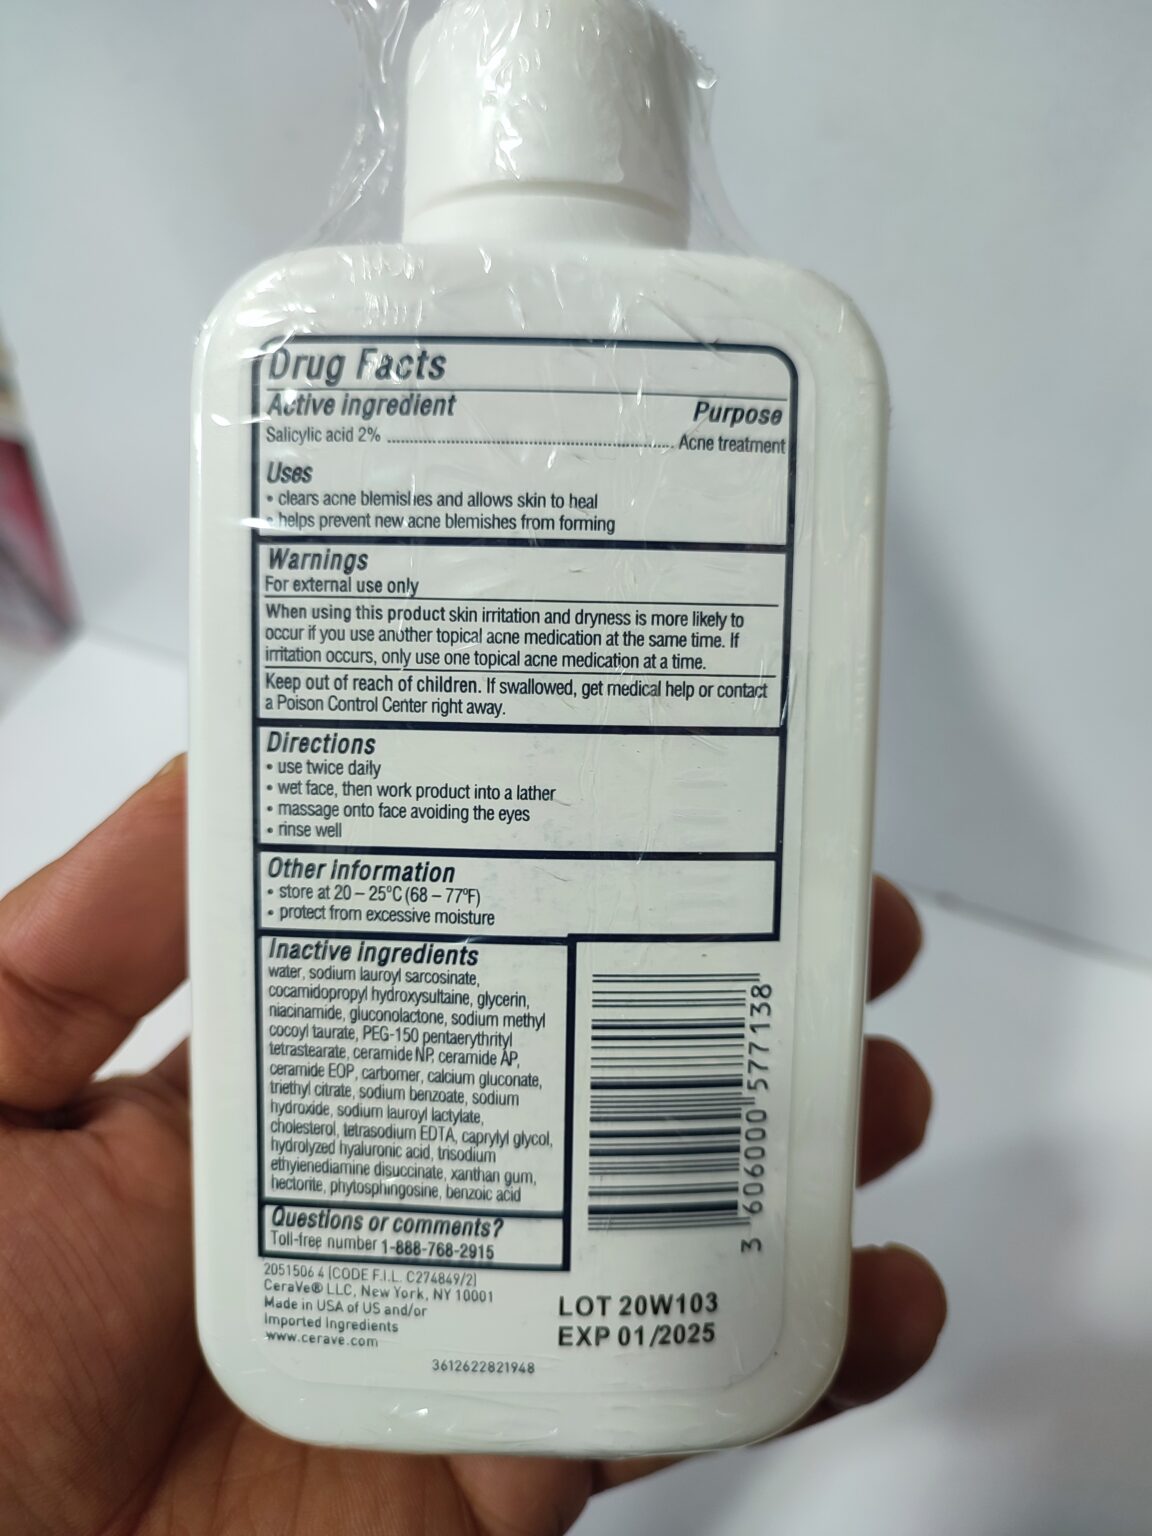 Drug Facts
Active ingredient Purpose
Salicylic acid 2% ................................................................ Acne treatment
Uses
• clears acne blemishes and allows skin to heal
• helps prevent new acne blemishes from forming
Warnings
For external use only
When using this product skin irritation and dryness is more likely to
occur if you use another topical acne medication at the same time. If
irritation occurs, only use one topical acne medication at a time.
Keep out of reach of children. If swallowed, get medical help or contact
a Poison Control Center right away.
Directions
• use twice daily
• wet face, then work product into a lather
• massage onto face avoiding the eyes
• rinse well
Other information
• store at 20 – 25°C (68 – 77°F)
• protect from excessive moisture
Inactive ingredients
water, sodium lauroyl sarcosinate,
cocamidopropyl hydroxysultaine, glycerin,
niacinamide, gluconolactone, sodium methyl
cocoyl taurate, PEG-150 pentaerythrityl
tetrastearate, ceramide NP, ceramide AP,
ceramide EOP, carbomer, calcium gluconate,
triethyl citrate, sodium benzoate, sodium
hydroxide, sodium lauroyl lactylate,
cholesterol, tetrasodium EDTA, caprylyl glycol,
hydrolyzed hyaluronic acid, trisodium
ethylenediamine disuccinate, xanthan gum,
hectorite, phytosphingosine, benzoic acid
3 606000 577138
Questions or comments?
Toll-free number 1-888-768-2915
2051506 4 (CODE F.I.L. C274849/2)
CeraVe® LLC, New York, NY 10001
Made in USA of US and/or
Imported Ingredients
www.cerave.com
LOT 20W103
EXP 01/2025
3612622821948